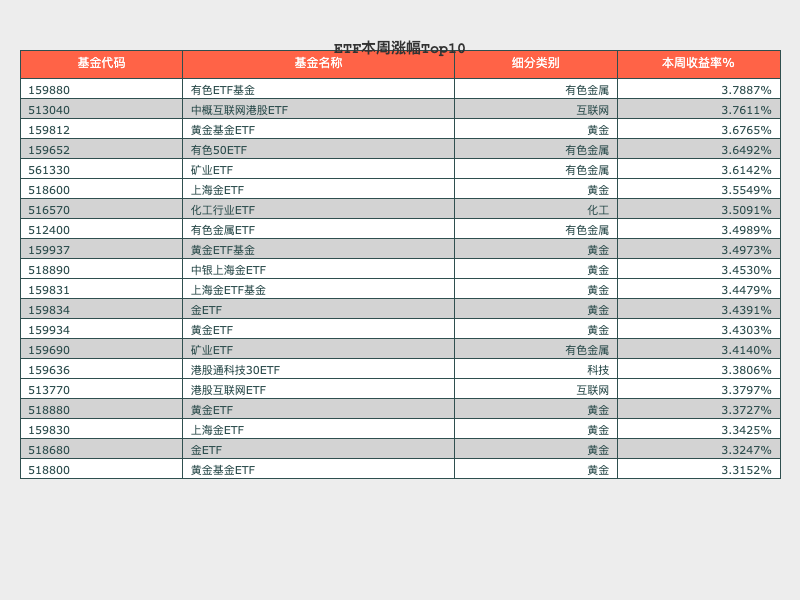 ETF本周涨幅Top10
基金代码 基金名称 细分类别 本周收益率%
159880 有色ETF基金 有色金属 3.7887%
513040 中概互联网港股ETF 互联网 3.7611%
159812 黄金基金ETF 黄金 3.6765%
159652 有色50ETF 有色金属 3.6492%
561330 矿业ETF 有色金属 3.6142%
518600 上海金ETF 黄金 3.5549%
516570 化工行业ETF 化工 3.5091%
512400 有色金属ETF 有色金属 3.4989%
159937 黄金ETF基金 黄金 3.4973%
518890 中银上海金ETF 黄金 3.4530%
159831 上海金ETF基金 黄金 3.4479%
159834 金ETF 黄金 3.4391%
159934 黄金ETF 黄金 3.4303%
159690 矿业ETF 有色金属 3.4140%
159636 港股通科技30ETF 科技 3.3806%
513770 港股互联网ETF 互联网 3.3797%
518880 黄金ETF 黄金 3.3727%
159830 上海金ETF 黄金 3.3425%
518680 金ETF 黄金 3.3247%
518800 黄金基金ETF 黄金 3.3152%